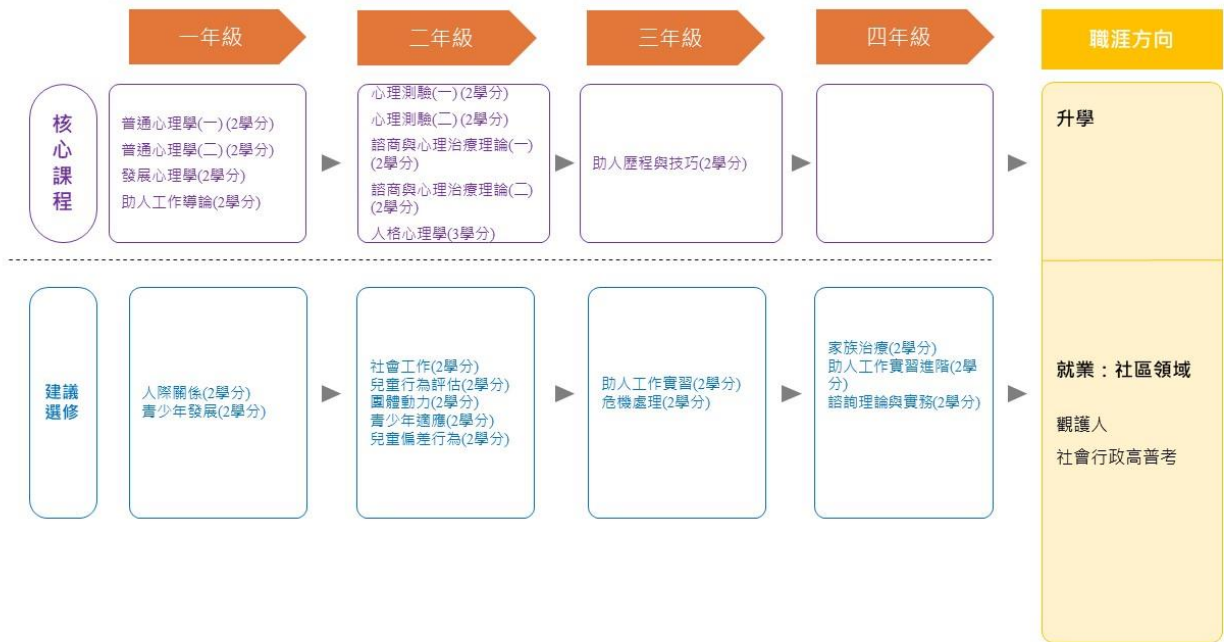 一年級
二年級
三年級
四年級
職涯方向
核
心
課
程
普通心理學(一) (2學分)
普通心理學(二) (2學分)
發展心理學(2學分)
助人工作導論(2學分)
心理測驗(一) (2學分)
心理測驗(二) (2學分)
諮商與心理治療理論(一)
(2學分)
諮商與心理治療理論(二)
(2學分)
人格心理學(3學分)
助人歷程與技巧(2學分)
升學
建議
選修
人際關係(2學分)
青少年發展(2學分)
社會工作(2學分)
兒童行為評估(2學分)
團體動力(2學分)
青少年適應(2學分)
兒童偏差行為(2學分)
助人工作實習(2學分)
危機處理(2學分)
家族治療(2學分)
助人工作實習進階(2學
分)
諮詢理論與實務(2學分)
就業：社區領域
觀護人
社會行政高普考